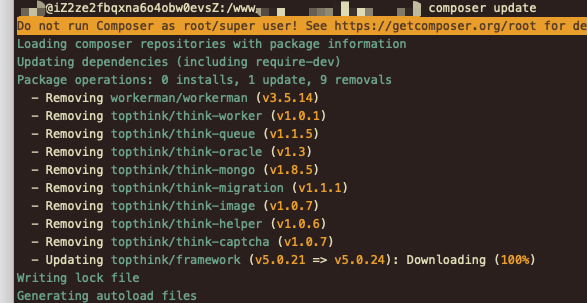 @iZ2ze2fbqxna6o4obw0evsZ:/www composer update
Do not run Composer as root/super user! See https://getcomposer.org/root for de
Loading composer repositories with package information
Updating dependencies (including require-dev)
Package operations: 0 installs, 1 update, 9 removals
  - Removing workerman/workerman (v3.5.14)
  - Removing topthink/think-worker (v1.0.1)
  - Removing topthink/think-queue (v1.1.5)
  - Removing topthink/think-oracle (v1.3)
  - Removing topthink/think-mongo (v1.8.5)
  - Removing topthink/think-migration (v1.1.1)
  - Removing topthink/think-image (v1.0.7)
  - Removing topthink/think-helper (v1.0.6)
  - Removing topthink/think-captcha (v1.0.7)
  - Updating topthink/framework (v5.0.21 => v5.0.24): Downloading (100%)
Writing lock file
Generating autoload files